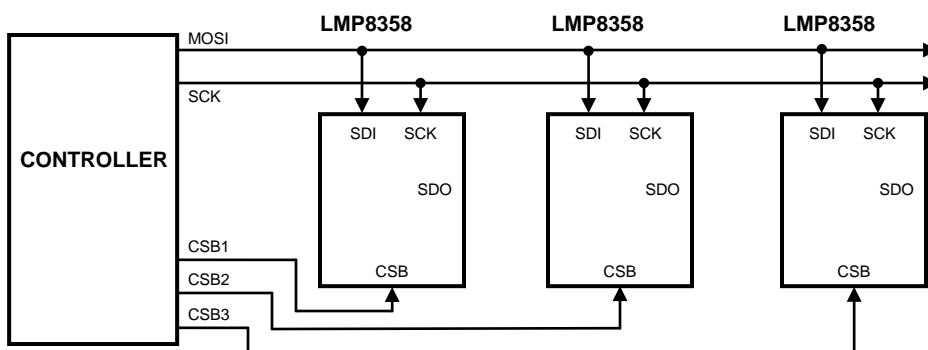 LMP8358 LMP8358 LMP8358
MOSI
SCK
SDI SCK SDI SCK SDI SCK
CONTROLLER
SDO SDO SDO
CSB1
CSB CSB CSB
CSB2
CSB3